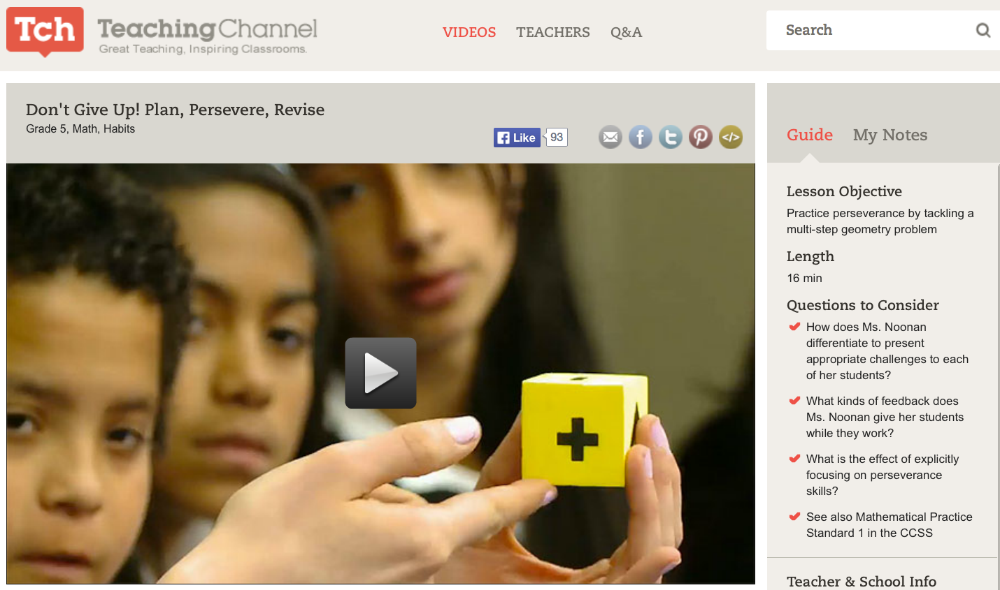 Tch
TeachingChannel
Great Teaching, Inspiring Classrooms.
VIDEOS TEACHERS Q&A
Search
Don't Give Up! Plan, Persevere, Revise
Grade 5, Math, Habits
f Like 93
f t P </>
Guide My Notes
Lesson Objective
Practice perseverance by tackling a
multi-step geometry problem
Length
16 min
Questions to Consider
How does Ms. Noonan
differentiate to present
appropriate challenges to each
of her students?
What kinds of feedback does
Ms. Noonan give her students
while they work?
What is the effect of explicitly
focusing on perseverance
skills?
See also Mathematical Practice
Standard 1 in the CCSS
Teacher & School Info